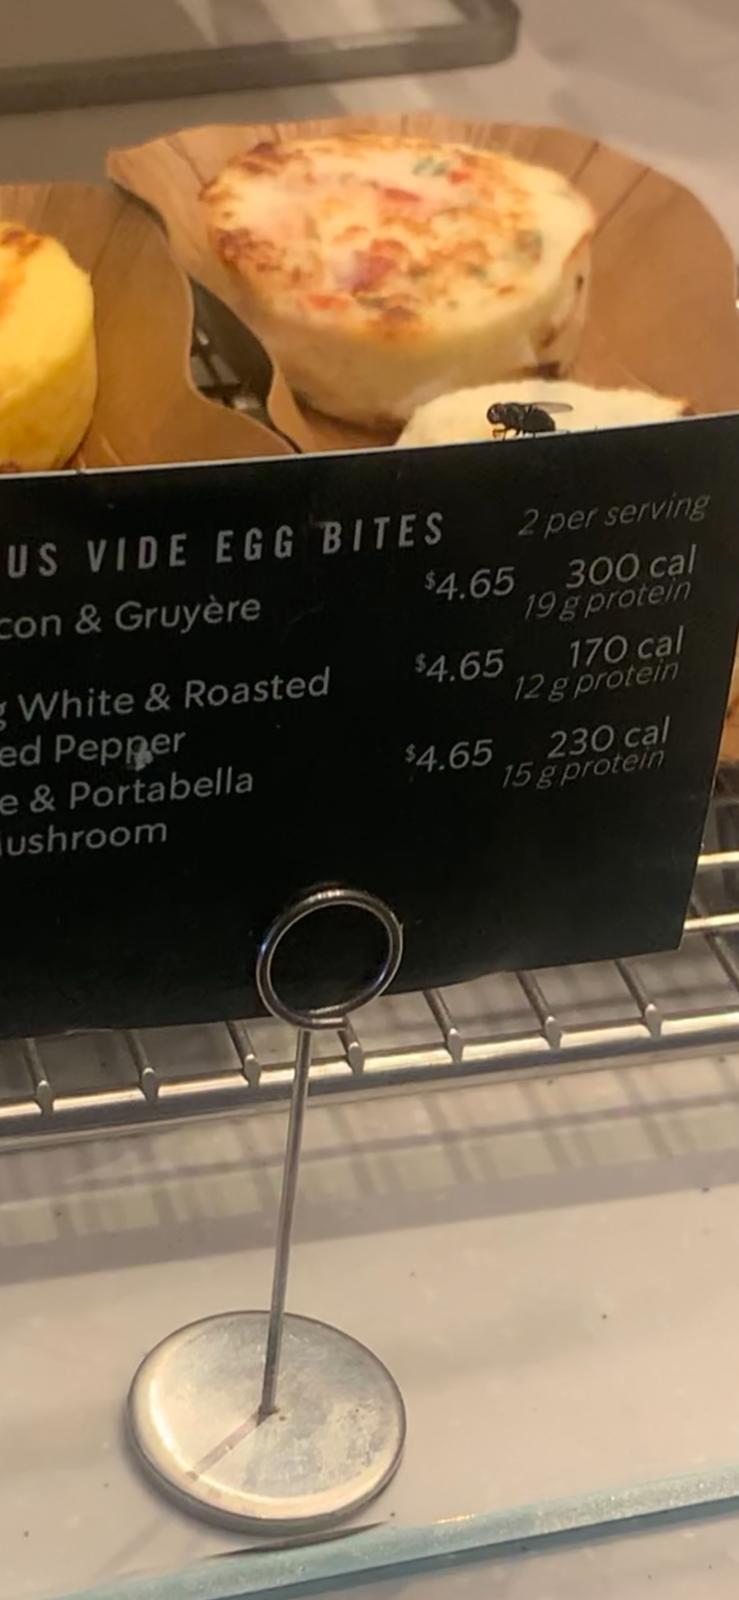 US VIDE EGG BITES 2 per serving
con & Gruyère $4.65 300 cal
19 g protein
White & Roasted $4.65 170 cal
12 g protein
ed Pepper
e & Portabella $4.65 230 cal
15 g protein
ushroom